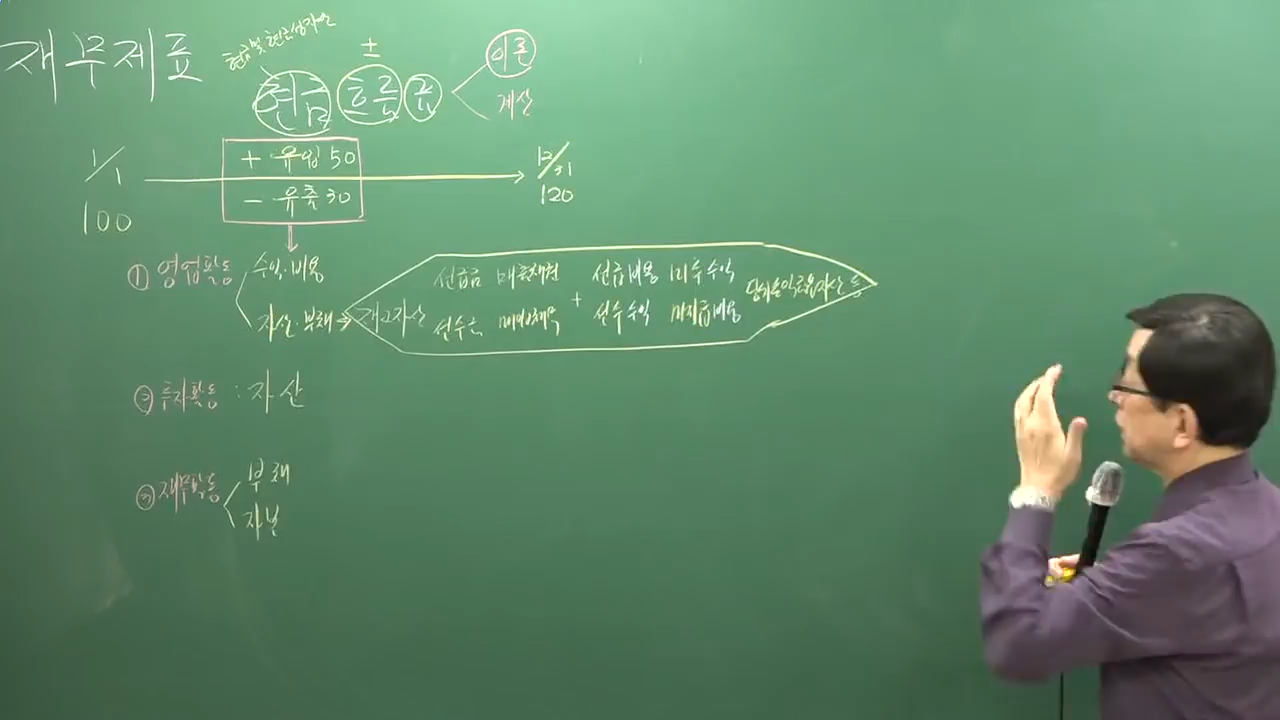 재무제표
현금 및 현금성자산
±
현금 흐름 표
이론
계산
1/1
+ 유입 50
- 유출 30
12/31
100
120
① 영업활동
수익·비용
자산·부채
재고자산
선급금 매출채권
선수금 매입채무
+
선급비용 미수수익
선수수익 미지급비용
당기손익금융자산 등
② 투자활동 : 자산
③ 재무활동
부채
자본